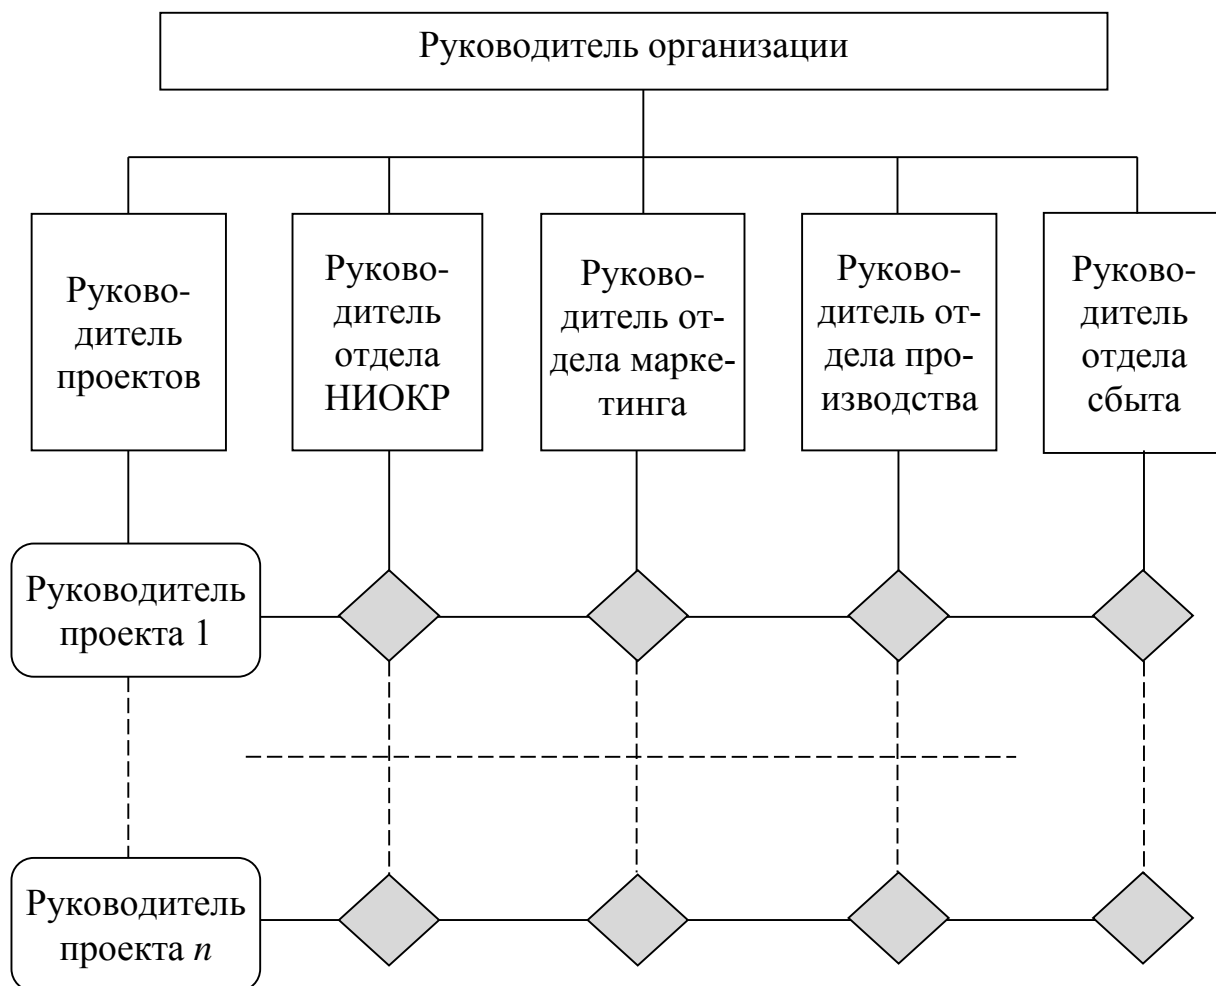 Руководитель организации
Руково-
дитель
проектов
Руково-
дитель
отдела
НИОКР
Руково-
дитель от-
дела марке-
тинга
Руково-
дитель от-
дела про-
изводства
Руково-
дитель
отдела
сбыта
Руководитель
проекта 1
Руководитель
проекта n